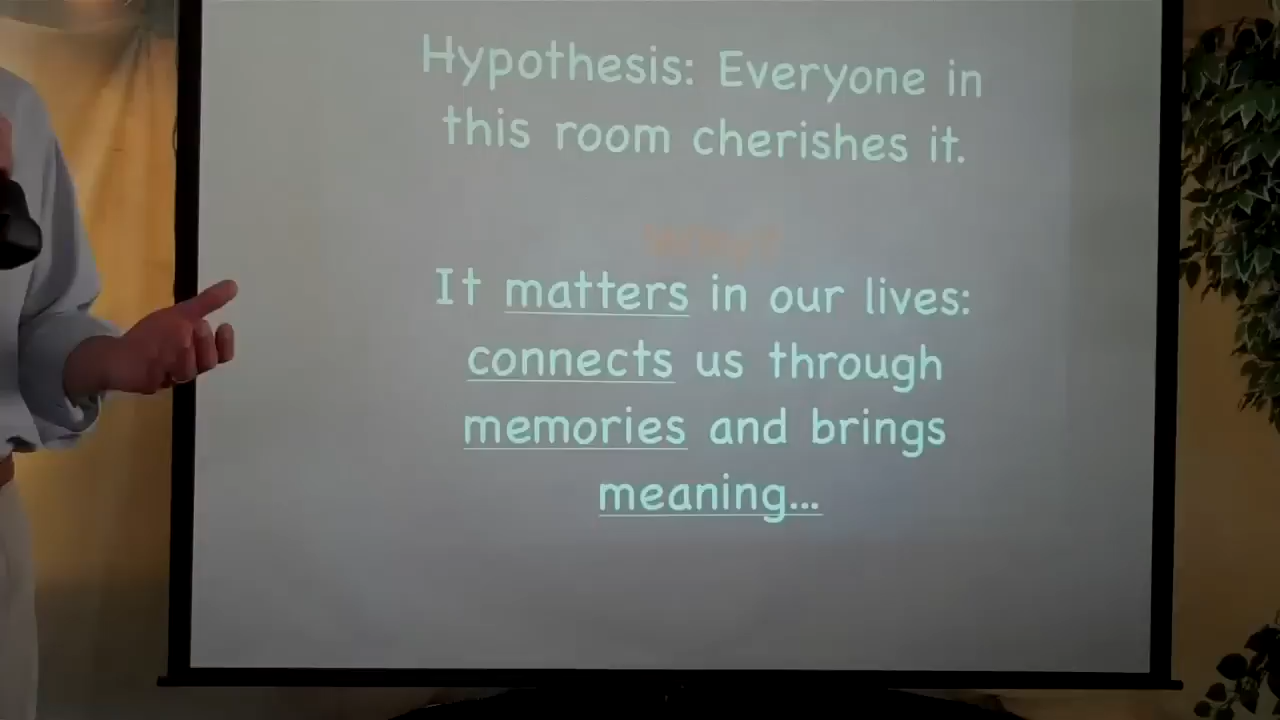 Hypothesis: Everyone in
this room cherishes it.
It matters in our lives:
connects us through
memories and brings
meaning...